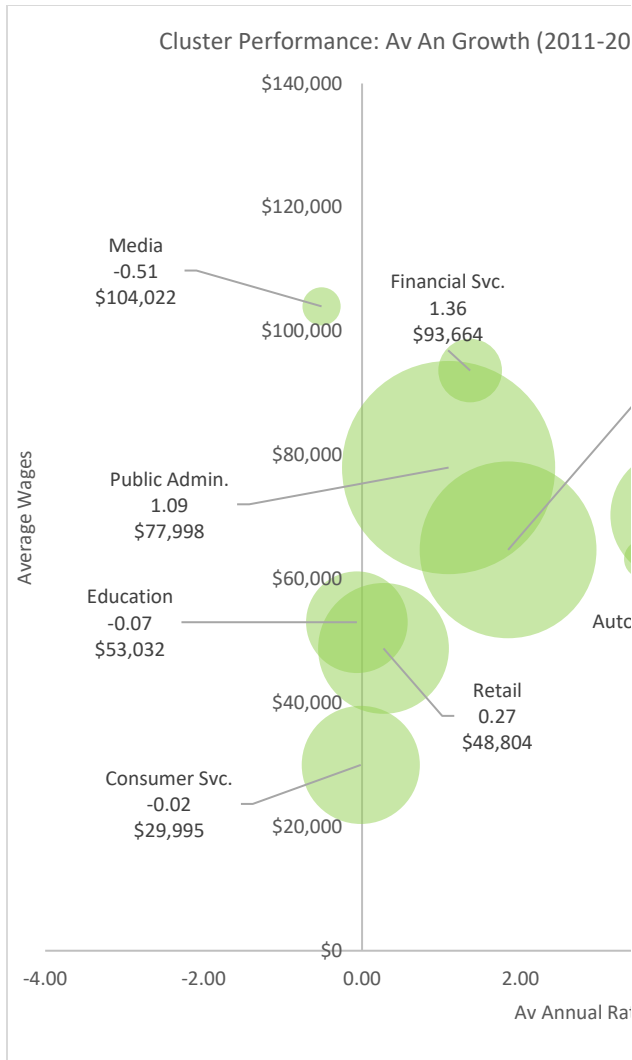 Cluster Performance: Av An Growth (2011-20
$140,000
$120,000
Media
-0.51
$104,022
Financial Svc.
1.36
$93,664
$100,000
$80,000
Public Admin.
1.09
$77,998
Average Wages
$60,000
Education
-0.07
$53,032
Auto
$40,000
Retail
0.27
$48,804
Consumer Svc.
-0.02
$29,995
$20,000
$0
-4.00 -2.00 0.00 2.00
Av Annual Rat